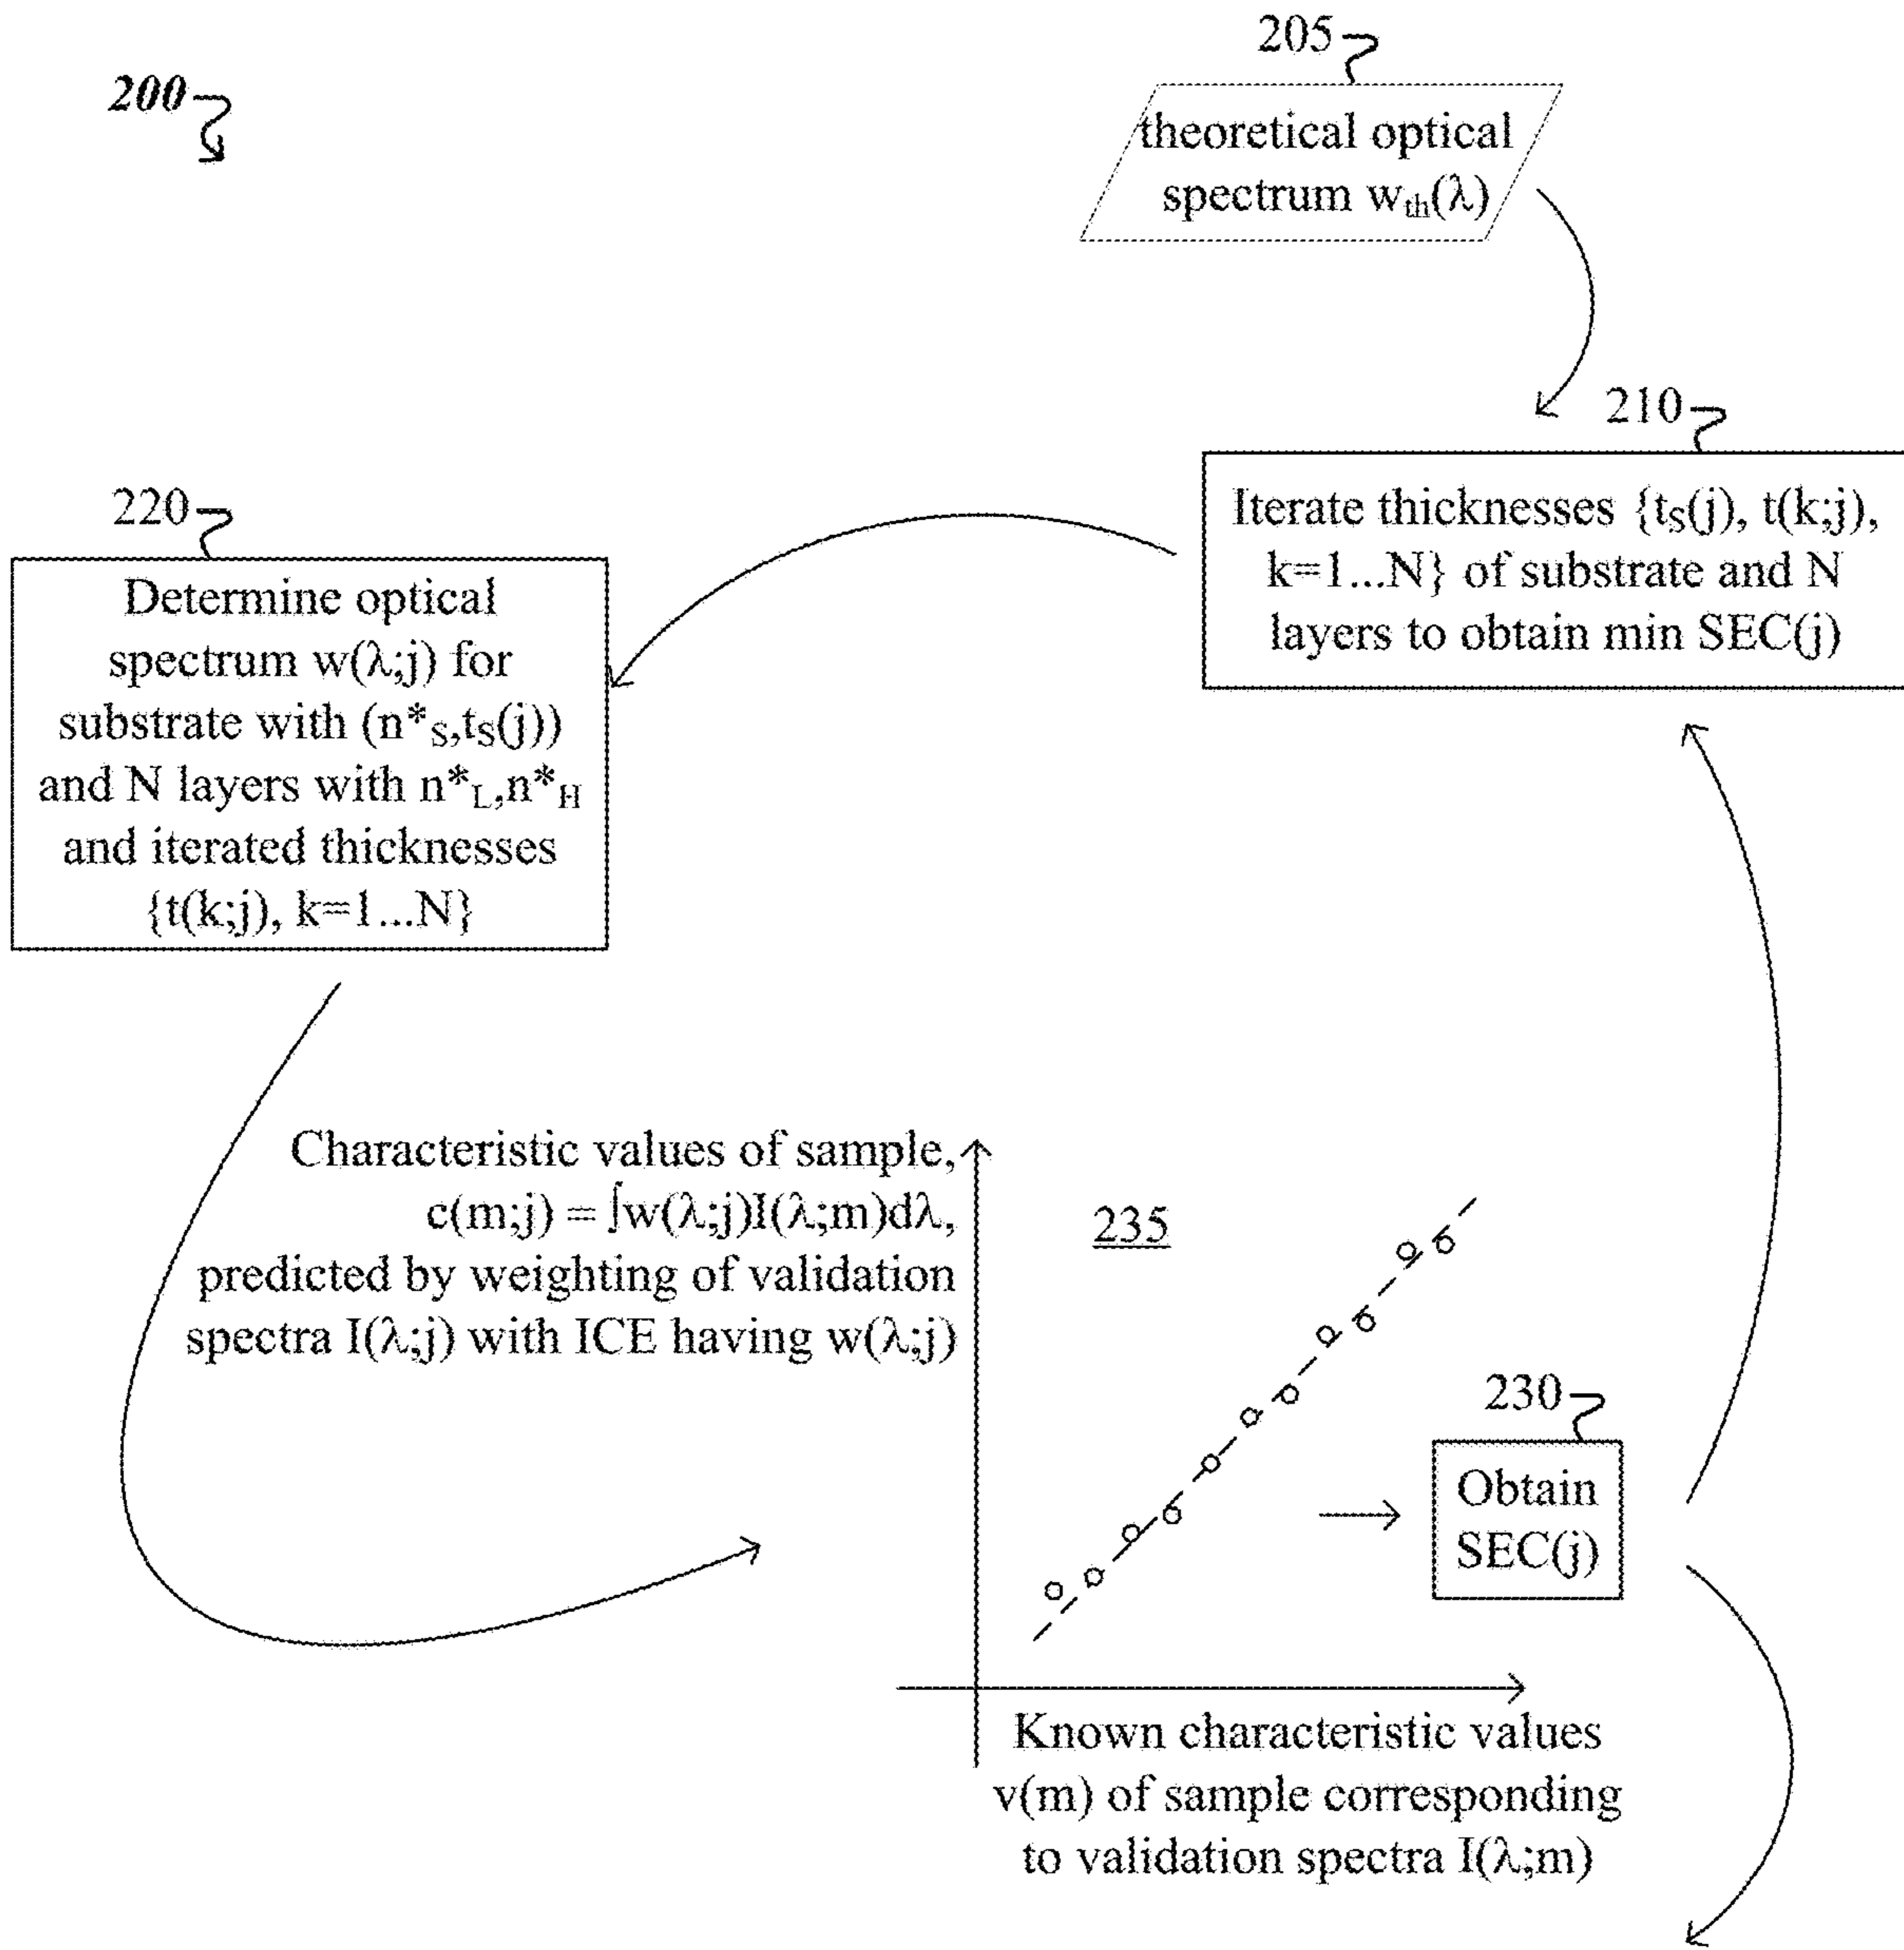 200
205
theoretical optical
spectrum wth(λ)
210
Iterate thicknesses {tS(j), t(k;j),
k=1...N} of substrate and N
layers to obtain min SEC(j)
220
Determine optical
spectrum w(λ;j) for
substrate with (n*S,tS(j))
and N layers with n*L,n*H
and iterated thicknesses
{t(k;j), k=1...N}
Characteristic values of sample,
c(m;j) = ∫w(λ;j)I(λ;m)dλ,
predicted by weighting of validation
spectra I(λ;j) with ICE having w(λ;j)
235
230
Obtain
SEC(j)
Known characteristic values
v(m) of sample corresponding
to validation spectra I(λ;m)